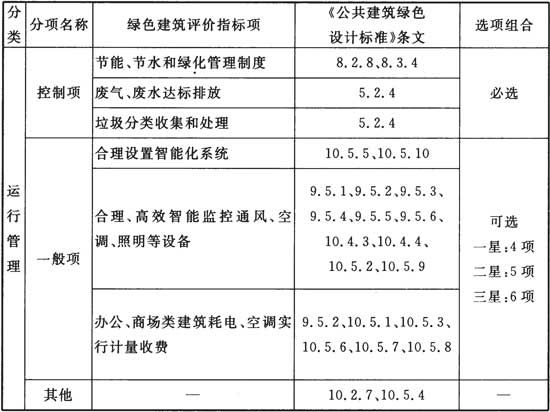 分类
分项名称
绿色建筑评价指标项
《公共建筑绿色
设计标准》条文
选项组合
运行管理
控制项
节能、节水和绿化管理制度
8.2.8、8.3.4
必选
废气、废水达标排放
5.2.4
垃圾分类收集和处理
5.2.4
一般项
合理设置智能化系统
10.5.5、10.5.10
可选
一星:4项
二星:5项
三星:6项
合理、高效智能监控通风、空
调、照明等设备
9.5.1、9.5.2、9.5.3、
9.5.4、9.5.5、9.5.6、
10.4.3、10.4.4、
10.5.2、10.5.9
办公、商场类建筑耗电、空调实
行计量收费
9.5.2、10.5.1、10.5.3、
10.5.6、10.5.7、10.5.8
其他
—
10.2.7、10.5.4
—